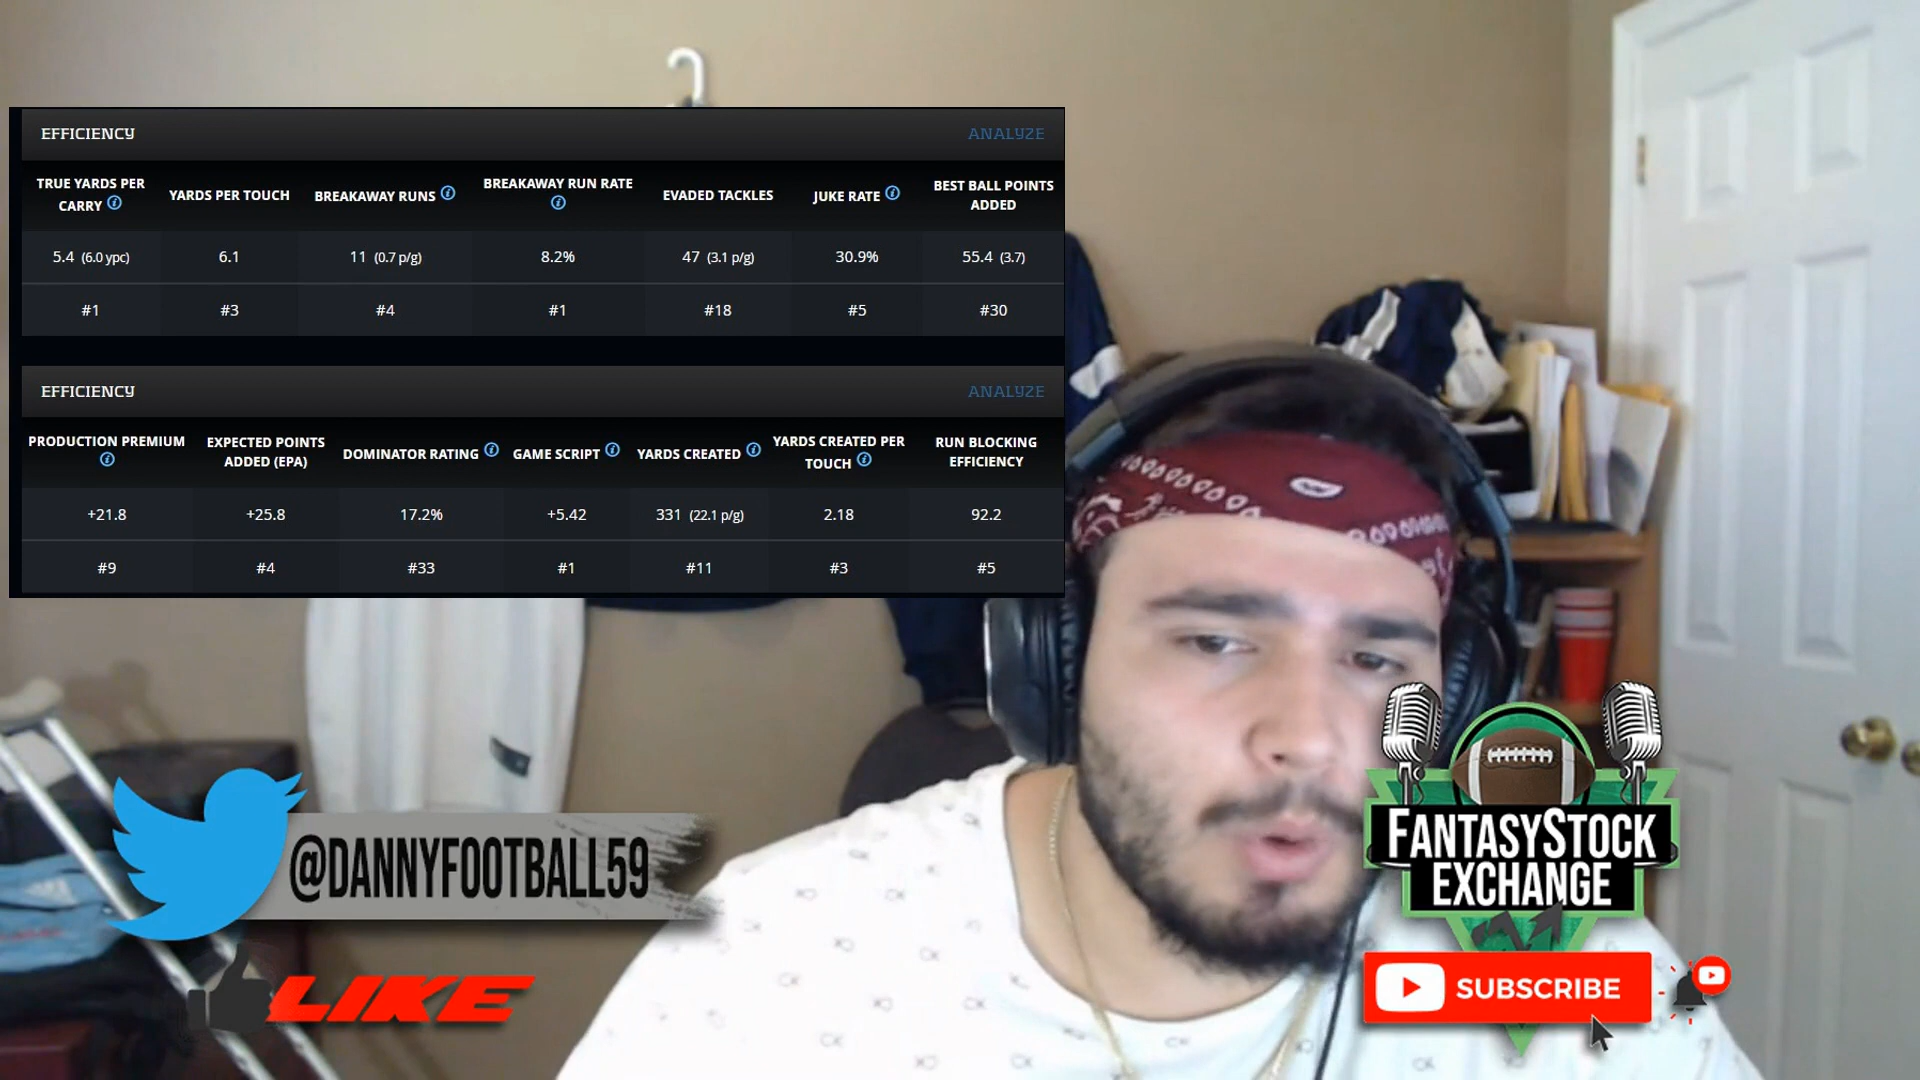 EFFICIENCY ANALYZE
TRUE YARDS PER CARRY YARDS PER TOUCH BREAKAWAY RUNS BREAKAWAY RUN RATE EVADED TACKLES JUKE RATE BEST BALL POINTS ADDED
5.4 (6.0 ypc) 6.1 11 (0.7 p/g) 8.2% 47 (3.1 p/g) 30.9% 55.4 (3.7)
#1 #3 #4 #1 #18 #5 #30
EFFICIENCY ANALYZE
PRODUCTION PREMIUM EXPECTED POINTS ADDED (EPA) DOMINATOR RATING GAME SCRIPT YARDS CREATED YARDS CREATED PER TOUCH RUN BLOCKING EFFICIENCY
+21.8 +25.8 17.2% +5.42 331 (22.1 p/g) 2.18 92.2
#9 #4 #33 #1 #11 #3 #5
@DANNYFOOTBALL59
LIKE
FANTASYSTOCK
EXCHANGE
SUBSCRIBE